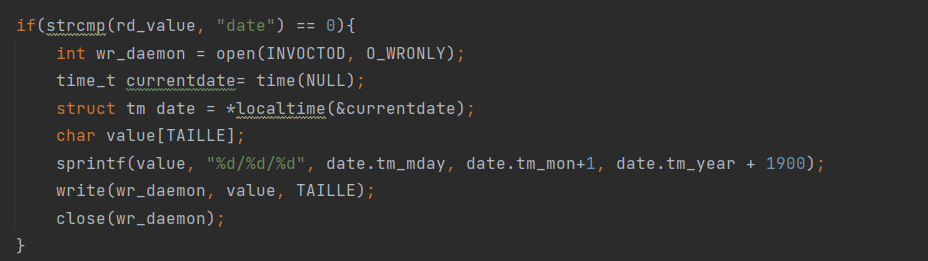 if(strcmp(rd_value, "date") == 0){
int wr_daemon = open(INVOCTOD, O_WRONLY);
time_t currentdate= time(NULL);
struct tm date = *localtime(&currentdate);
char value[TAILLE];
sprintf(value, "%d/%d/%d", date.tm_mday, date.tm_mon+1, date.tm_year + 1900);
write(wr_daemon, value, TAILLE);
close(wr_daemon);
}